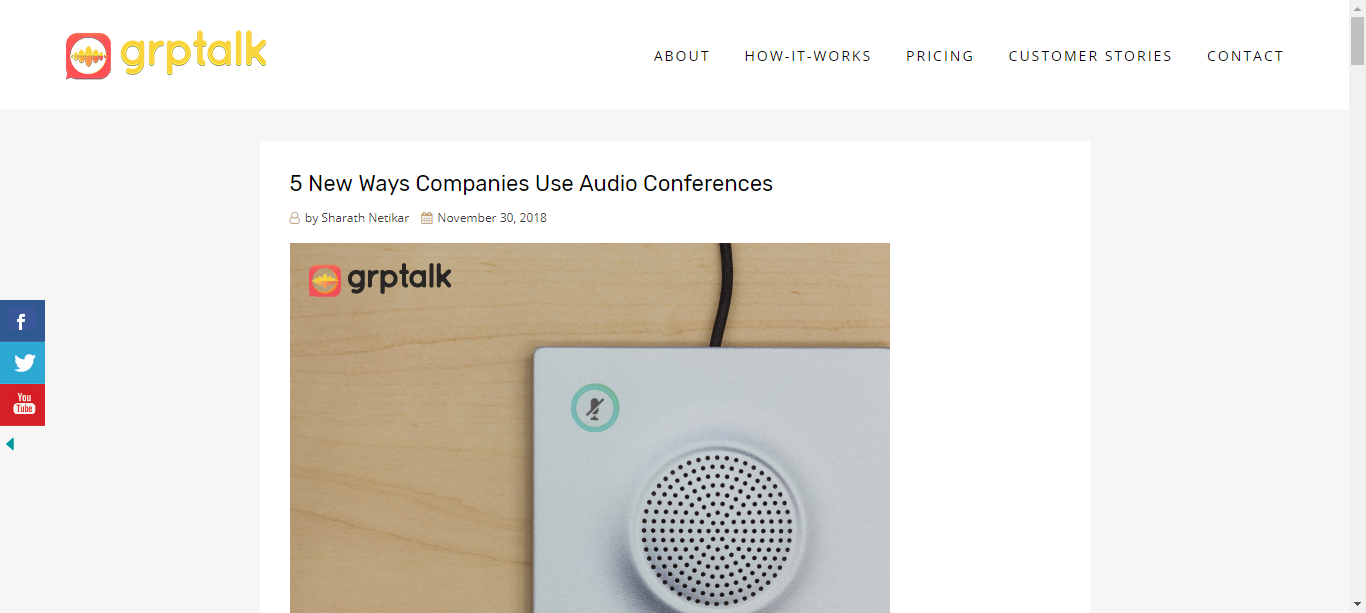 grptalk
ABOUT HOW-IT-WORKS PRICING CUSTOMER STORIES CONTACT
5 New Ways Companies Use Audio Conferences
by Sharath Netikar November 30, 2018
grptalk
You
Tube